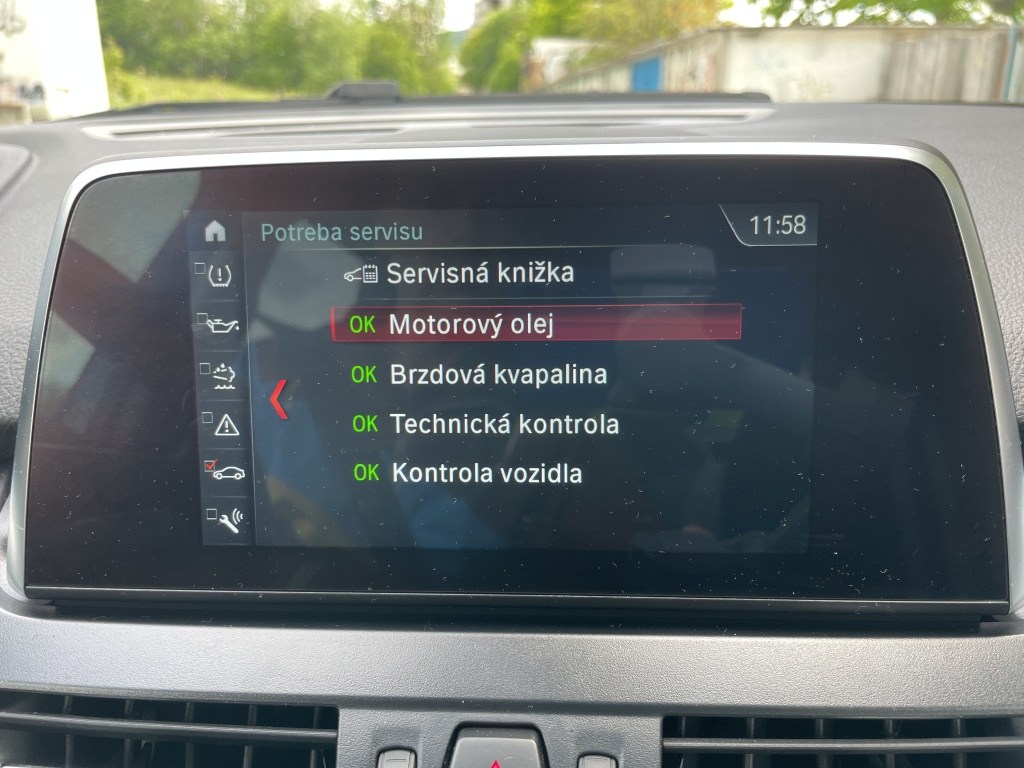 Potreba servisu
11:58
Servisná knižka
OK Motorový olej
OK Brzdová kvapalina
OK Technická kontrola
OK Kontrola vozidla